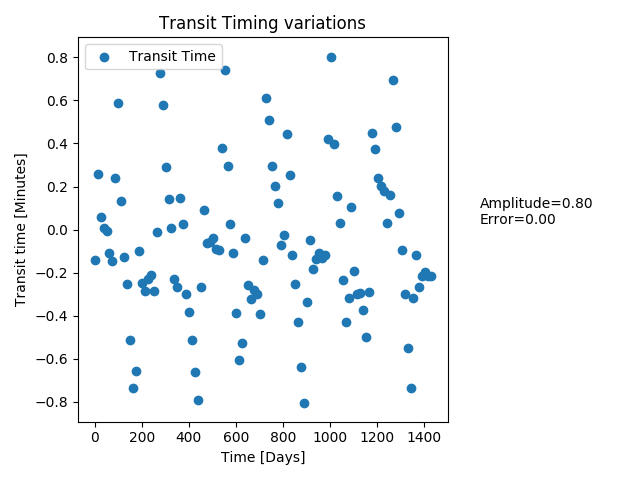 Transit Timing variations
Transit Time
Transit time [Minutes]
0.8
0.6
0.4
0.2
0.0
−0.2
−0.4
−0.6
−0.8
0 200 400 600 800 1000 1200 1400
Time [Days]
Amplitude=0.80
Error=0.00